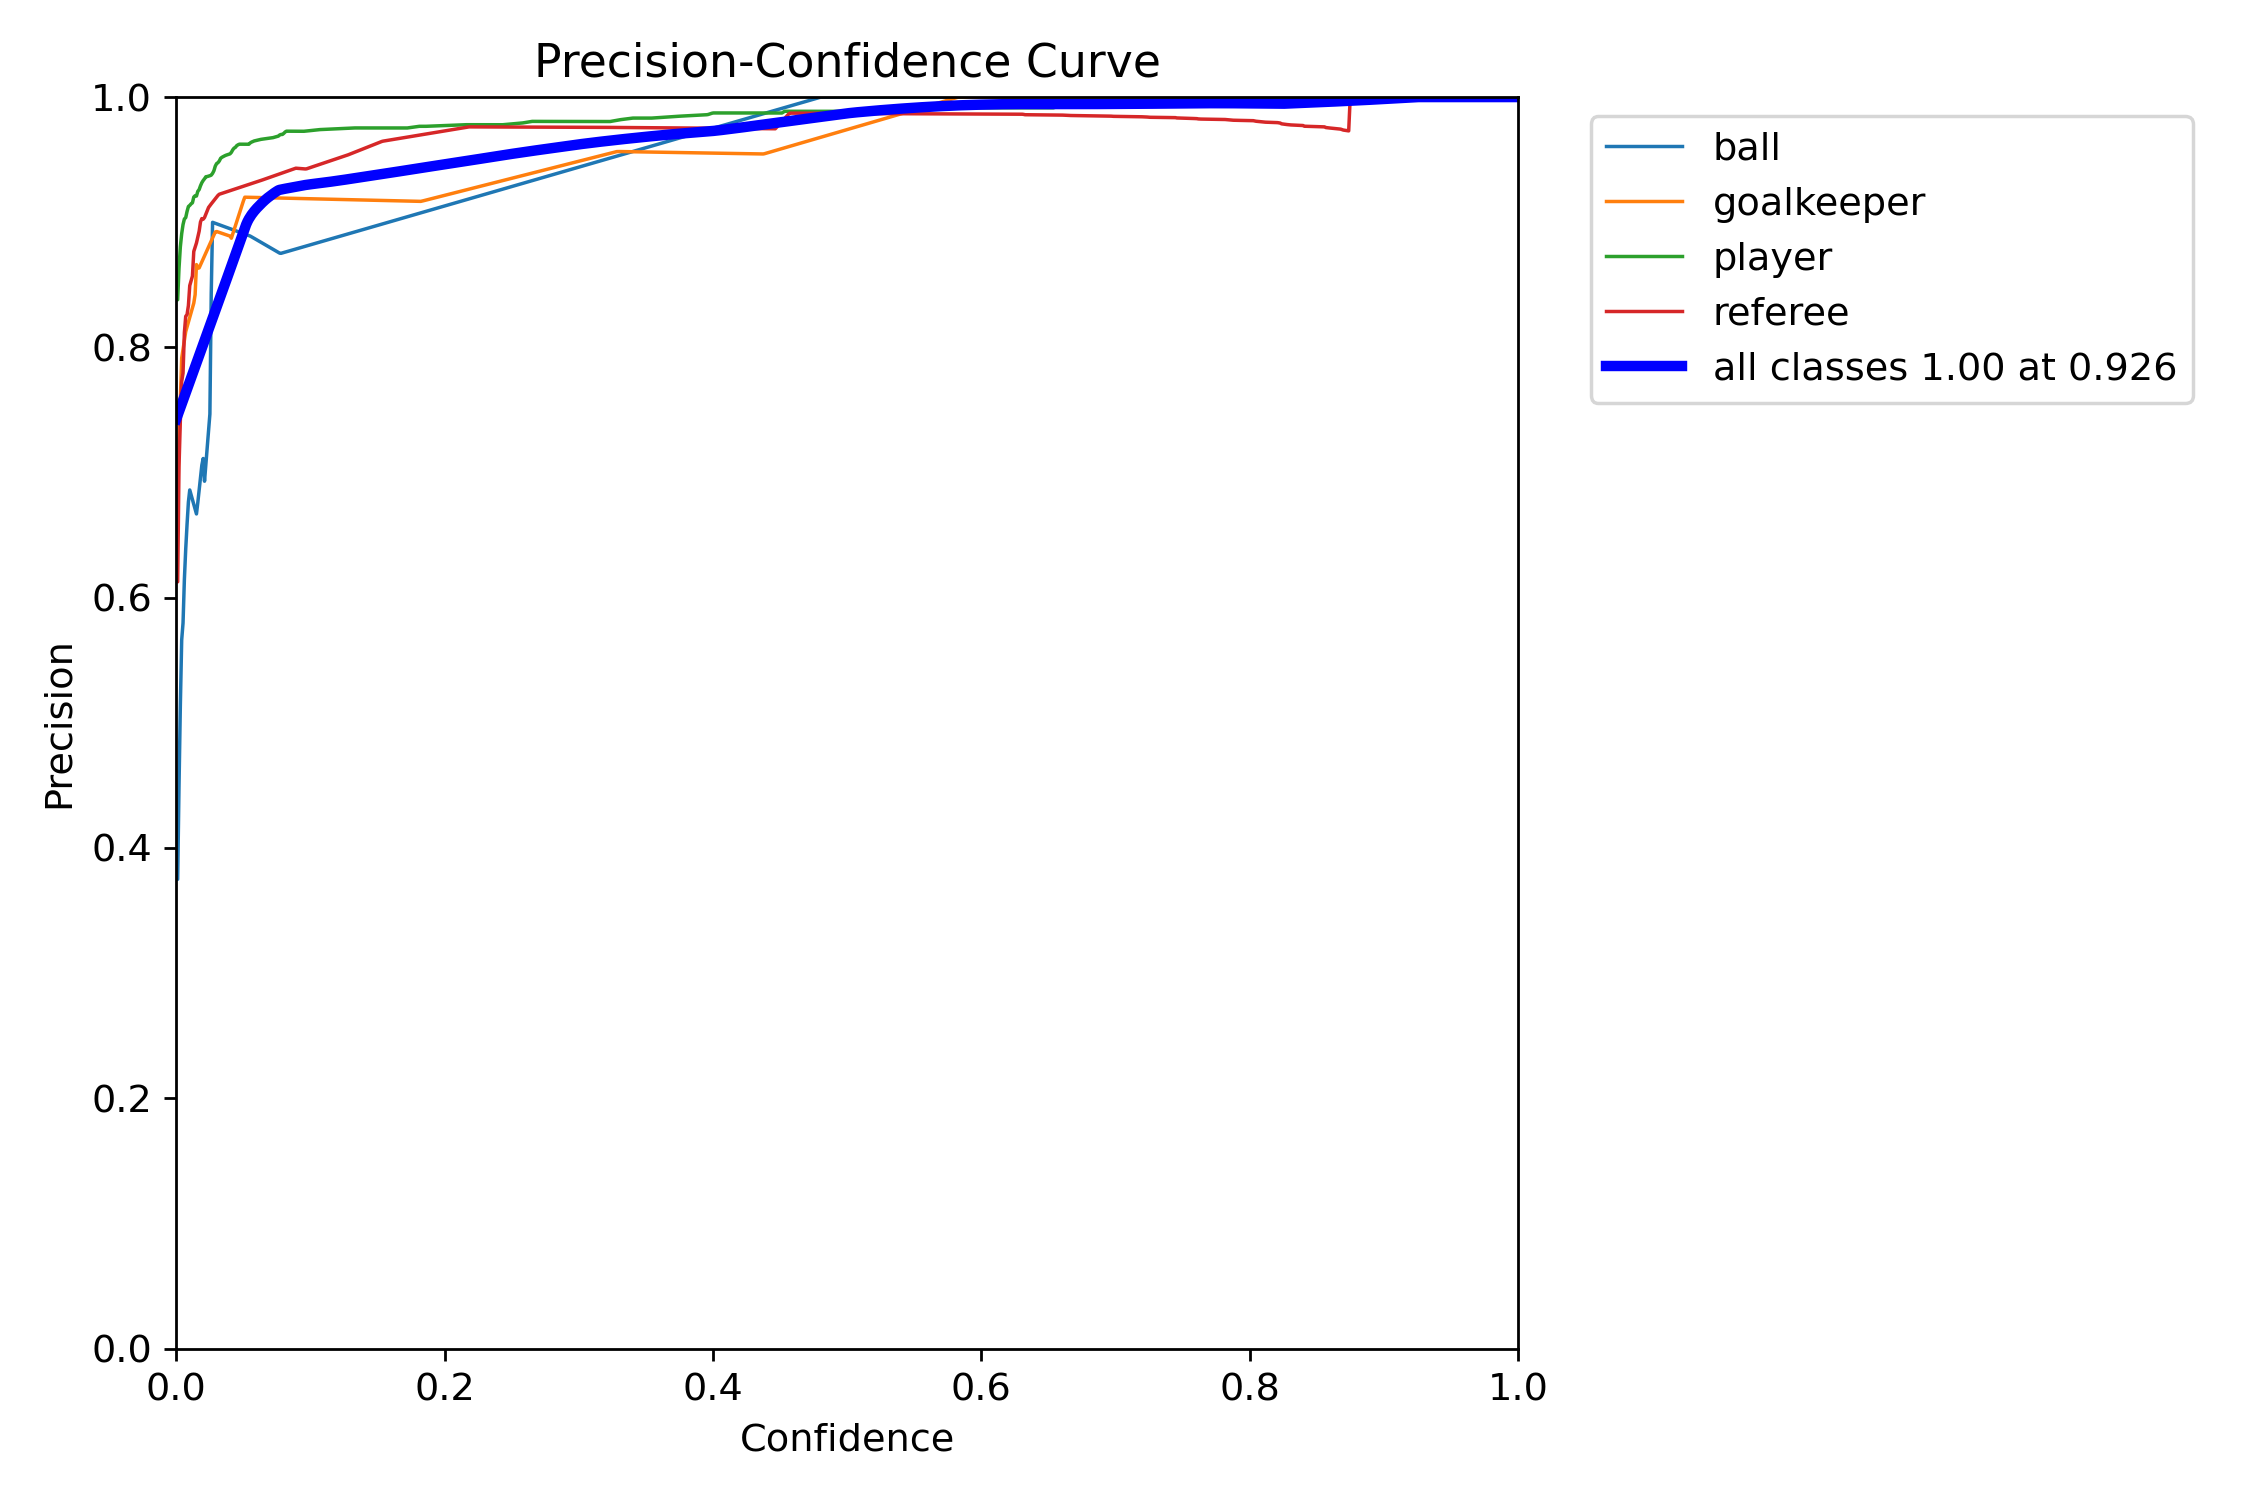 Precision-Confidence Curve
1.0
0.8
0.6
0.4
0.2
0.0
Precision
0.0 0.2 0.4 0.6 0.8 1.0
Confidence
ball
goalkeeper
player
referee
all classes 1.00 at 0.926